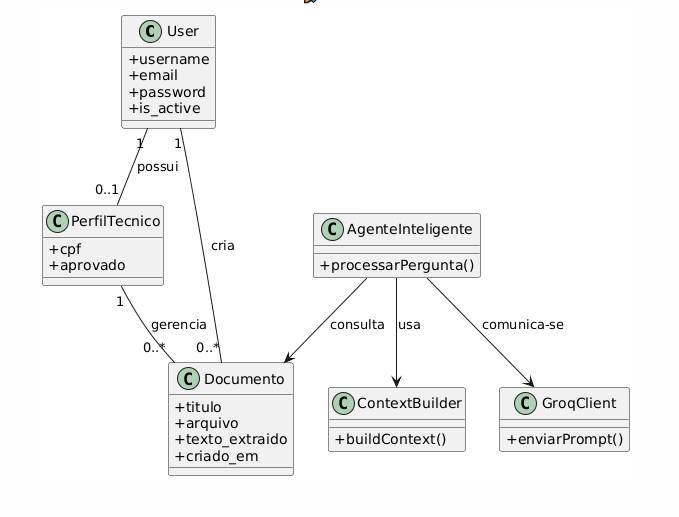 C User
+username
+email
+password
+is_active
1
1
possui
0..1
C PerfilTecnico
+cpf
+aprovado
cria
C AgenteInteligente
+processarPergunta()
1
gerencia
0..*
0..*
consulta
usa
comunica-se
C Documento
+titulo
+arquivo
+texto_extraido
+criado_em
C ContextBuilder
+buildContext()
C GroqClient
+enviarPrompt()